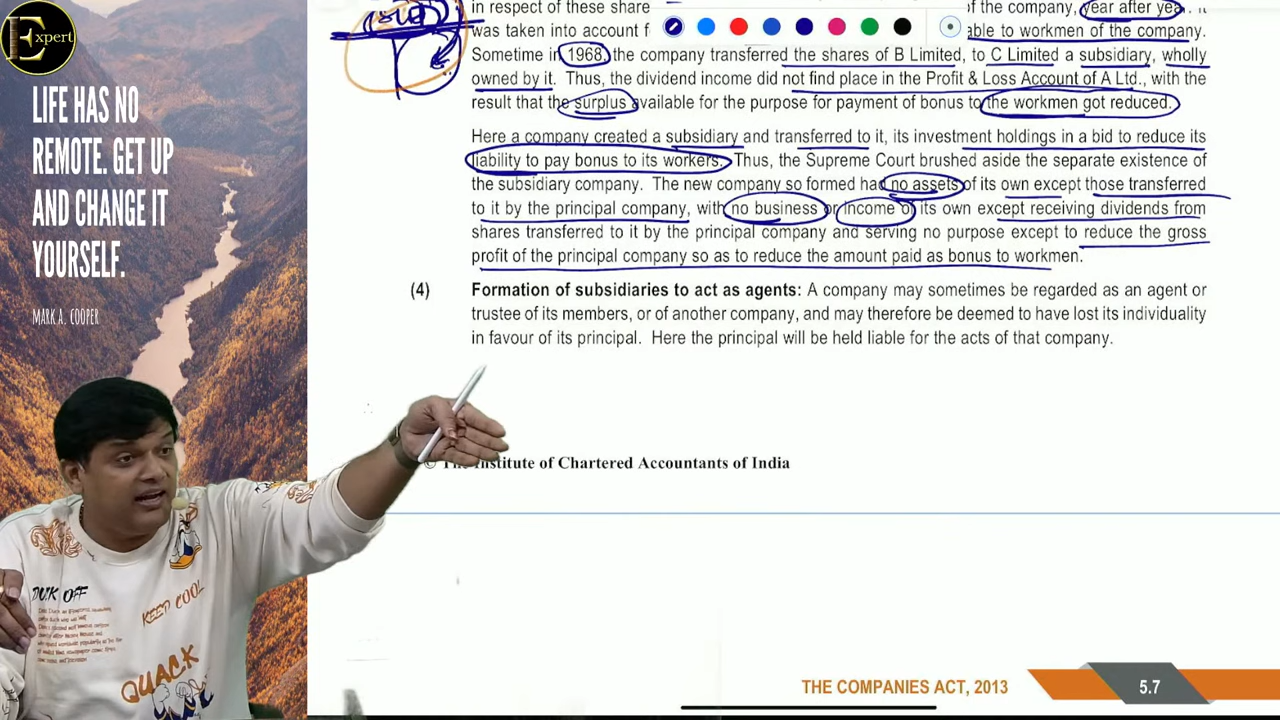 Expert
LIFE HAS NO
REMOTE. GET UP
AND CHANGE IT
YOURSELF.
MARK A. COOPER
in respect of these share f the company, year after year. It
was taken into account f able to workmen of the company.
Sometime in 1968, the company transferred the shares of B Limited, to C Limited a subsidiary, wholly
owned by it. Thus, the dividend income did not find place in the Profit & Loss Account of A Ltd., with the
result that the surplus available for the purpose for payment of bonus to the workmen got reduced.
Here a company created a subsidiary and transferred to it, its investment holdings in a bid to reduce its
liability to pay bonus to its workers. Thus, the Supreme Court brushed aside the separate existence of
the subsidiary company. The new company so formed had no assets of its own except those transferred
to it by the principal company, with no business or income of its own except receiving dividends from
shares transferred to it by the principal company and serving no purpose except to reduce the gross
profit of the principal company so as to reduce the amount paid as bonus to workmen.
(4) Formation of subsidiaries to act as agents: A company may sometimes be regarded as an agent or
trustee of its members, or of another company, and may therefore be deemed to have lost its individuality
in favour of its principal. Here the principal will be held liable for the acts of that company.
© The Institute of Chartered Accountants of India
DUCK OFF
KEEP COOL
QUACK
THE COMPANIES ACT, 2013 5.7